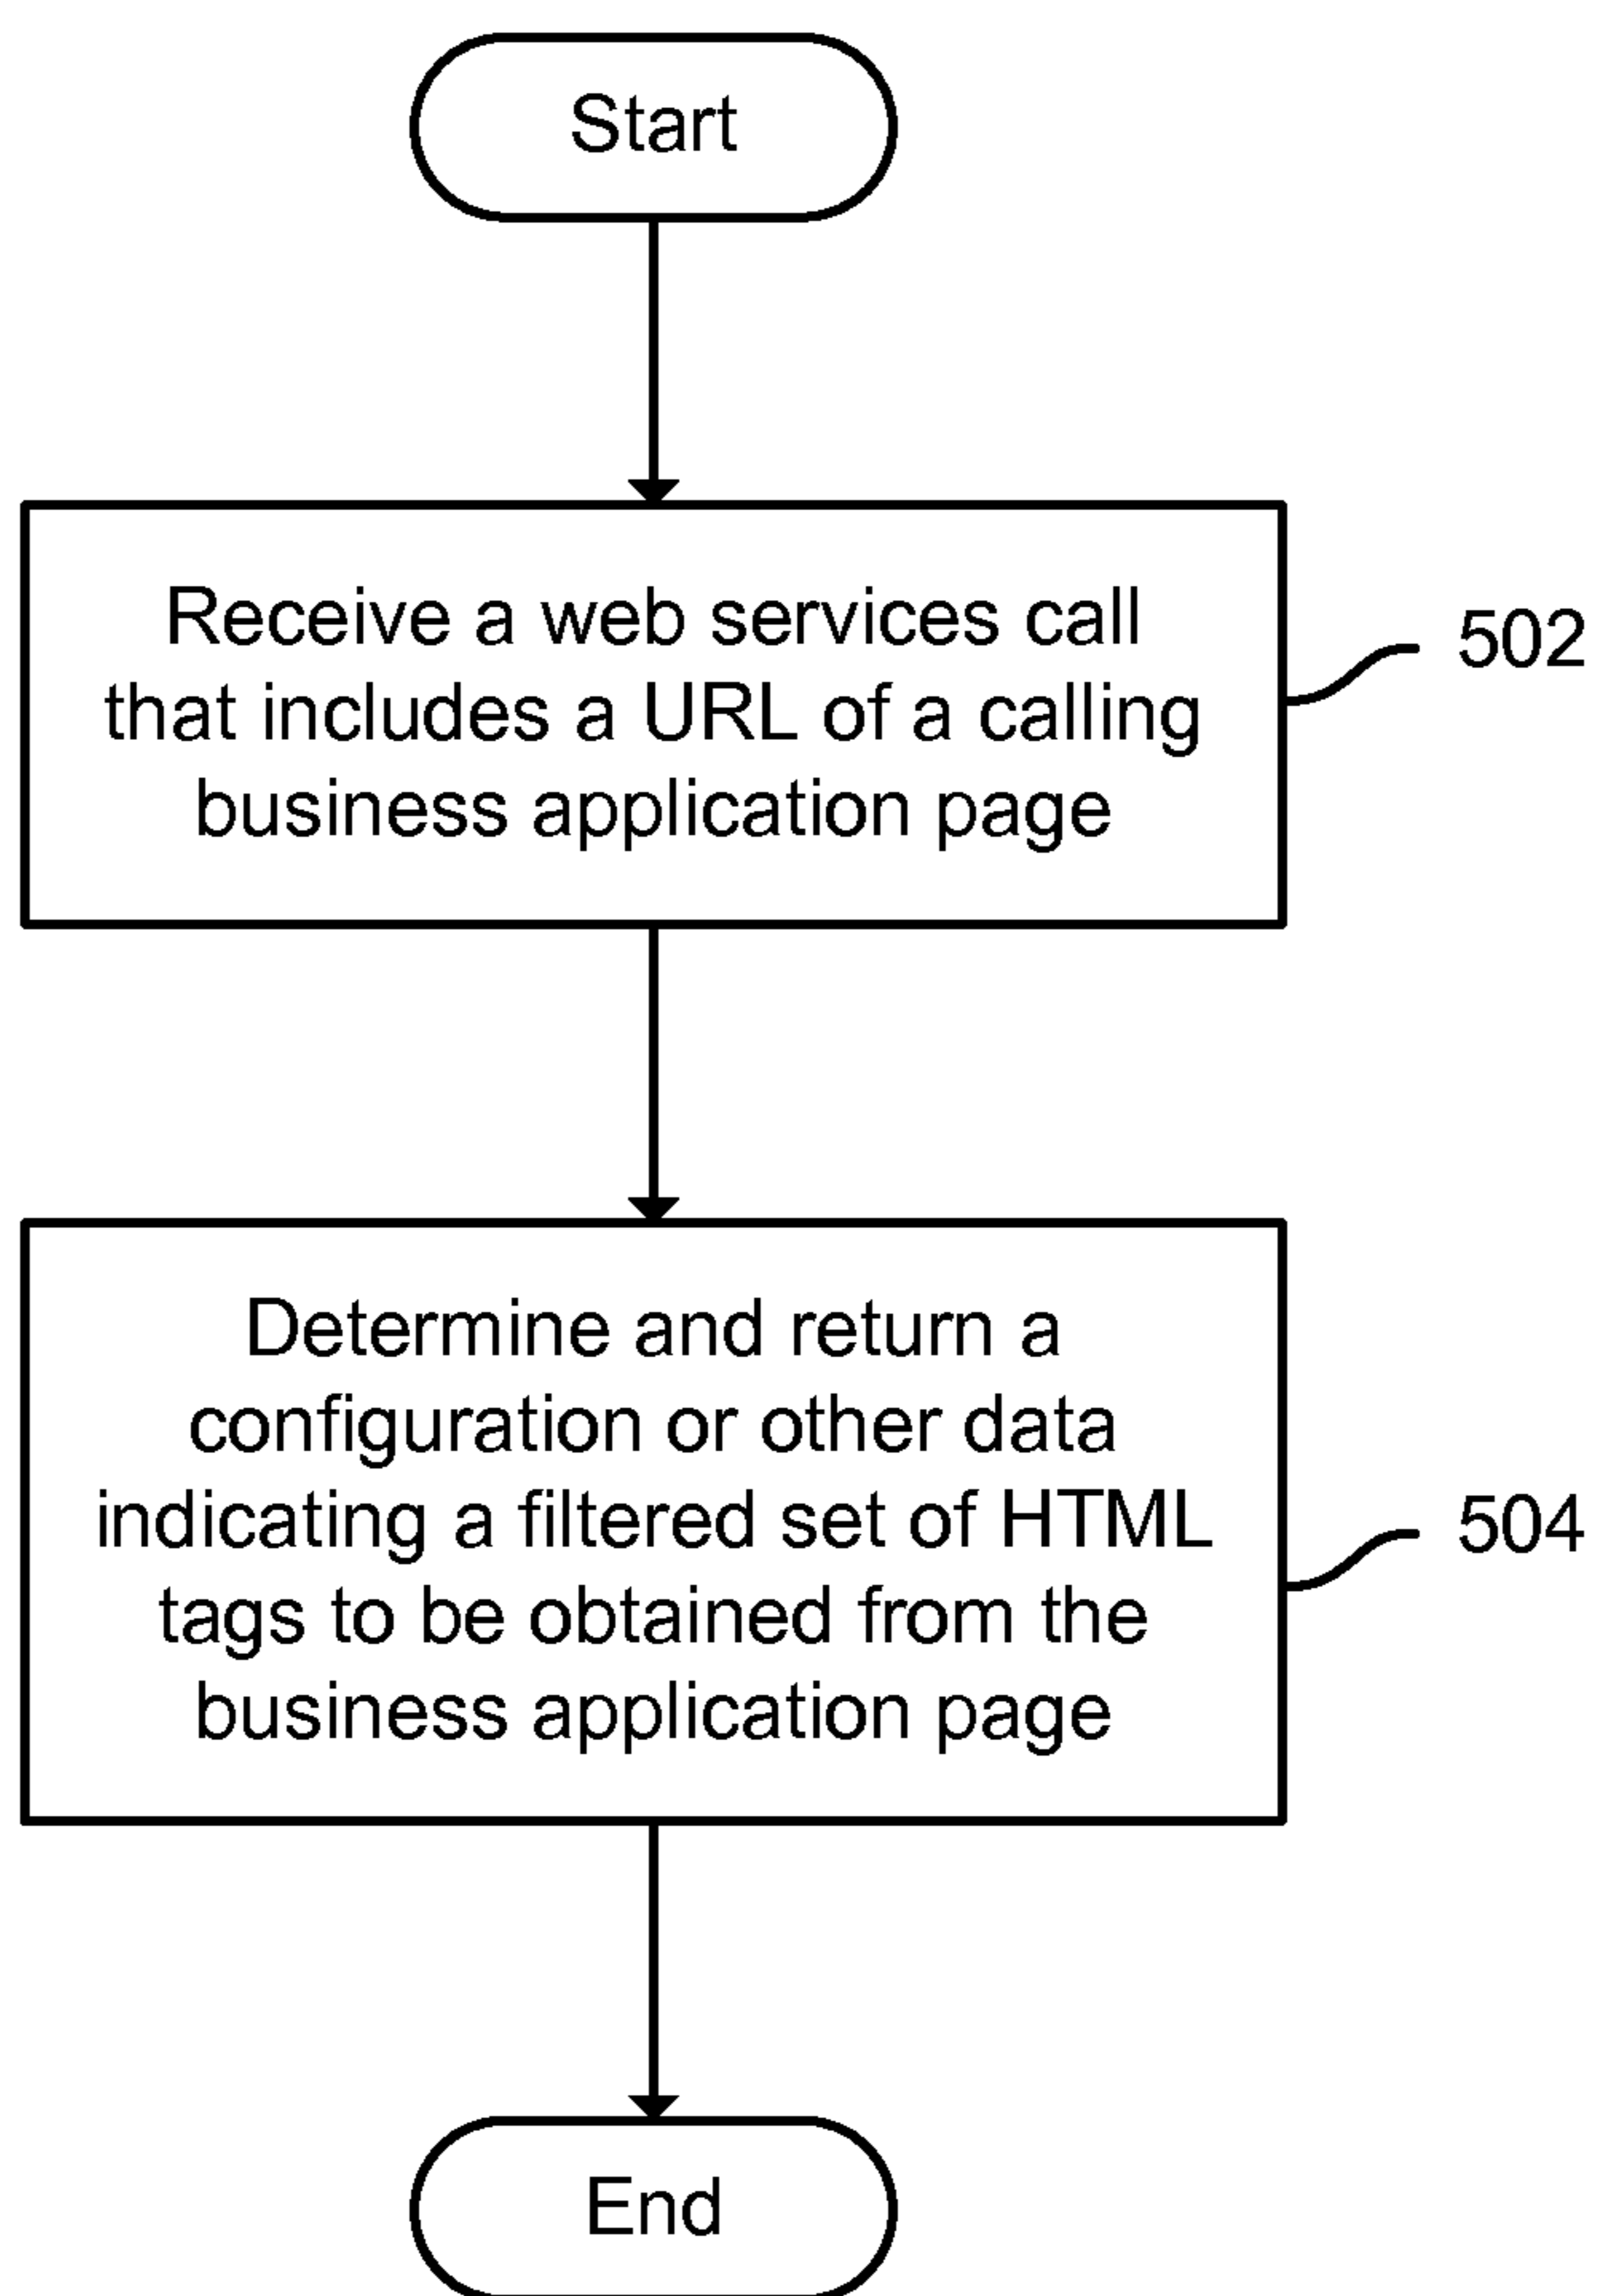 Start
Receive a web services call
that includes a URL of a calling
business application page
502
Determine and return a
configuration or other data
indicating a filtered set of HTML
tags to be obtained from the
business application page
504
End